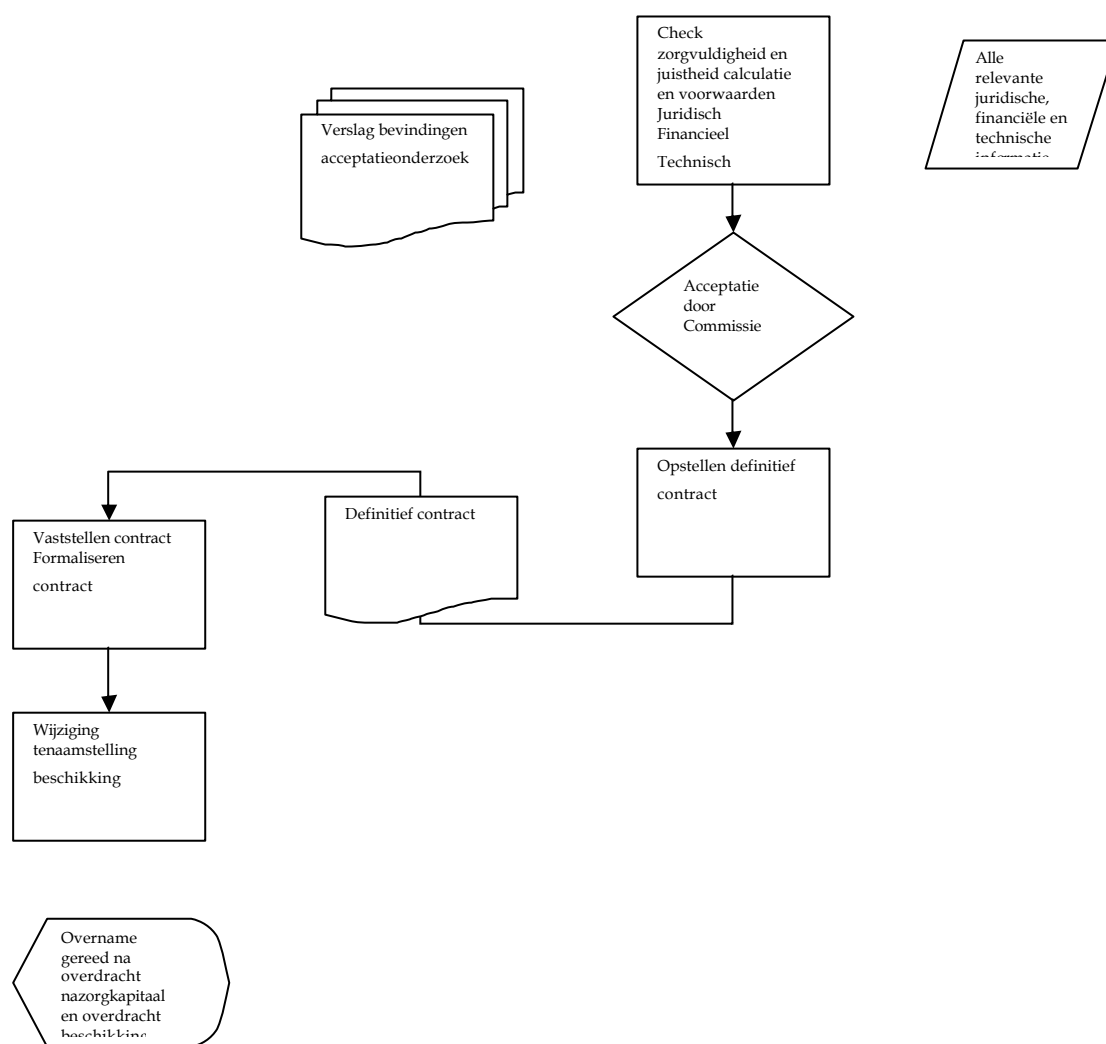 Check
zorgvuldigheid en
juistheid calculatie
en voorwaarden
Juridisch
Financieel
Technisch
Alle
relevante
juridische,
financiële en
technische
informatie
Verslag bevindingen
acceptatieonderzoek
Acceptatie
door
Commissie
Opstellen definitief
contract
Definitief contract
Vaststellen contract
Formaliseren
contract
Wijziging
tenaamstelling
beschikking
Overname
gereed na
overdracht
nazorgkapitaal
en overdracht
beschikking